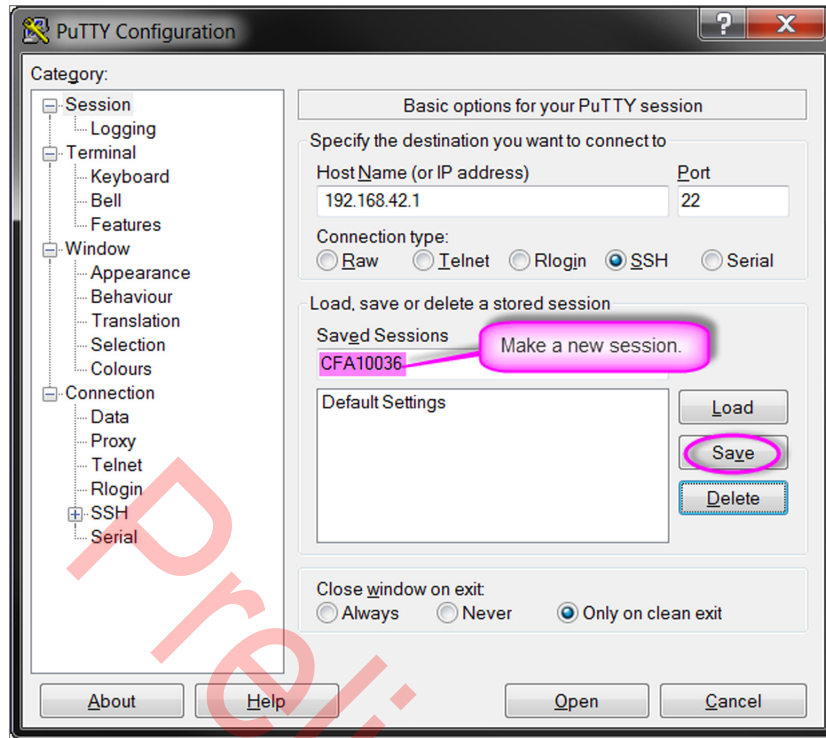 PuTTY Configuration
?
X
Category:
Session
Logging
Terminal
Keyboard
Bell
Features
Window
Appearance
Behaviour
Translation
Selection
Colours
Connection
Data
Proxy
Telnet
Rlogin
SSH
Serial
Basic options for your PuTTY session
Specify the destination you want to connect to
Host Name (or IP address)
Port
192.168.42.1
22
Connection type:
Raw
Telnet
Rlogin
SSH
Serial
Load, save or delete a stored session
Saved Sessions
Make a new session.
CFA10036
Default Settings
Load
Save
Delete
Close window on exit:
Always
Never
Only on clean exit
About
Help
Open
Cancel
Preli